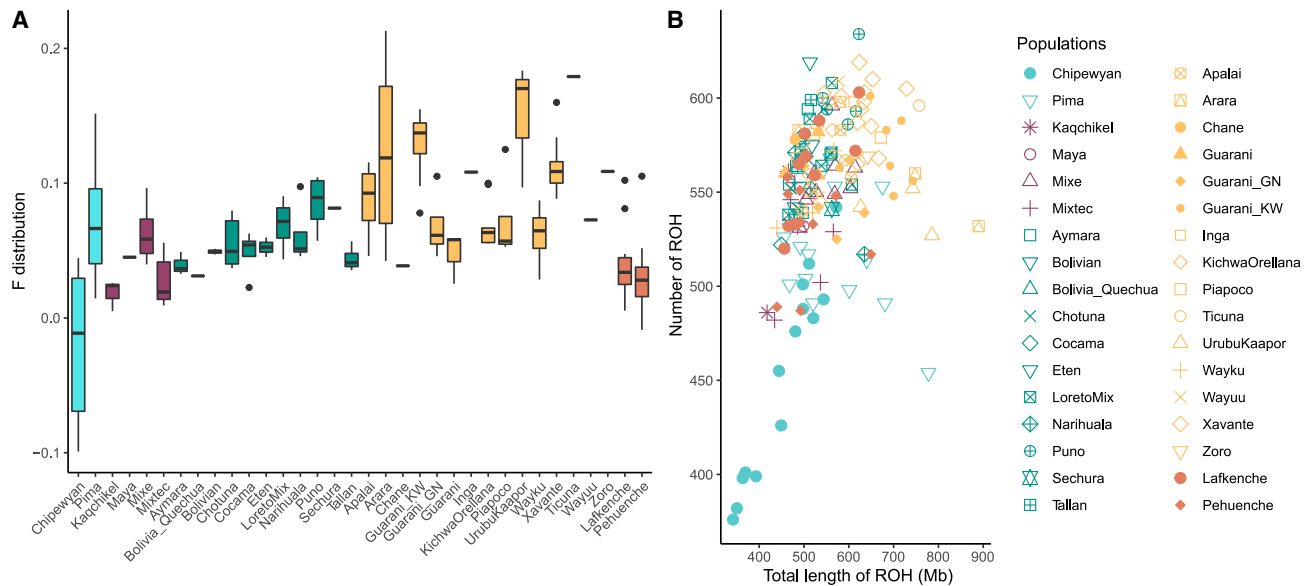 A
F distribution
0.2
0.1
0.0
−0.1
Chipewyan
Pima
Kaqchikel
Maya
Mixe
Mixtec
Aymara
Bolivia_Quechua
Bolivian
Chotuna
Cocama
Eten
LoretoMix
Narihuala
Puno
Sechura
Tallan
Apalai
Arara
Chane
Guarani_KW
Guarani_GN
Guarani
Inga
KichwaOrellana
Piapoco
UrubuKaapor
Wayku
Xavante
Ticuna
Wayuu
Zoro
Lafkenche
Pehuenche
B
Number of ROH
600
550
500
450
400
400 500 600 700 800 900
Total length of ROH (Mb)
Populations
Chipewyan
Pima
Kaqchikel
Maya
Mixe
Mixtec
Aymara
Bolivian
Bolivia_Quechua
Chotuna
Cocama
Eten
LoretoMix
Narihuala
Puno
Sechura
Tallan
Apalai
Arara
Chane
Guarani
Guarani_GN
Guarani_KW
Inga
KichwaOrellana
Piapoco
Ticuna
UrubuKaapor
Wayku
Wayuu
Xavante
Zoro
Lafkenche
Pehuenche